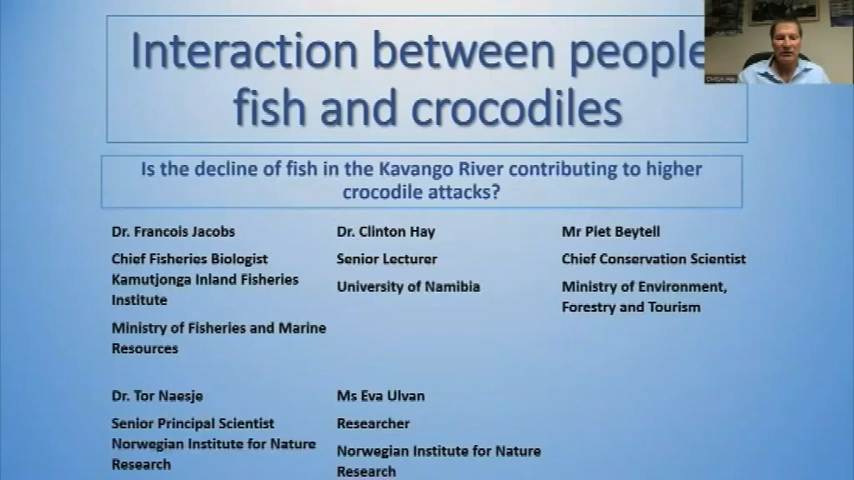 Interaction between people
fish and crocodiles
Is the decline of fish in the Kavango River contributing to higher
crocodile attacks?
Dr. Francois Jacobs
Chief Fisheries Biologist
Kamutjonga Inland Fisheries
Institute
Ministry of Fisheries and Marine
Resources
Dr. Clinton Hay
Senior Lecturer
University of Namibia
Mr Piet Beytell
Chief Conservation Scientist
Ministry of Environment,
Forestry and Tourism
Dr. Tor Naesje
Senior Principal Scientist
Norwegian Institute for Nature
Research
Ms Eva Ulvan
Researcher
Norwegian Institute for Nature
Research